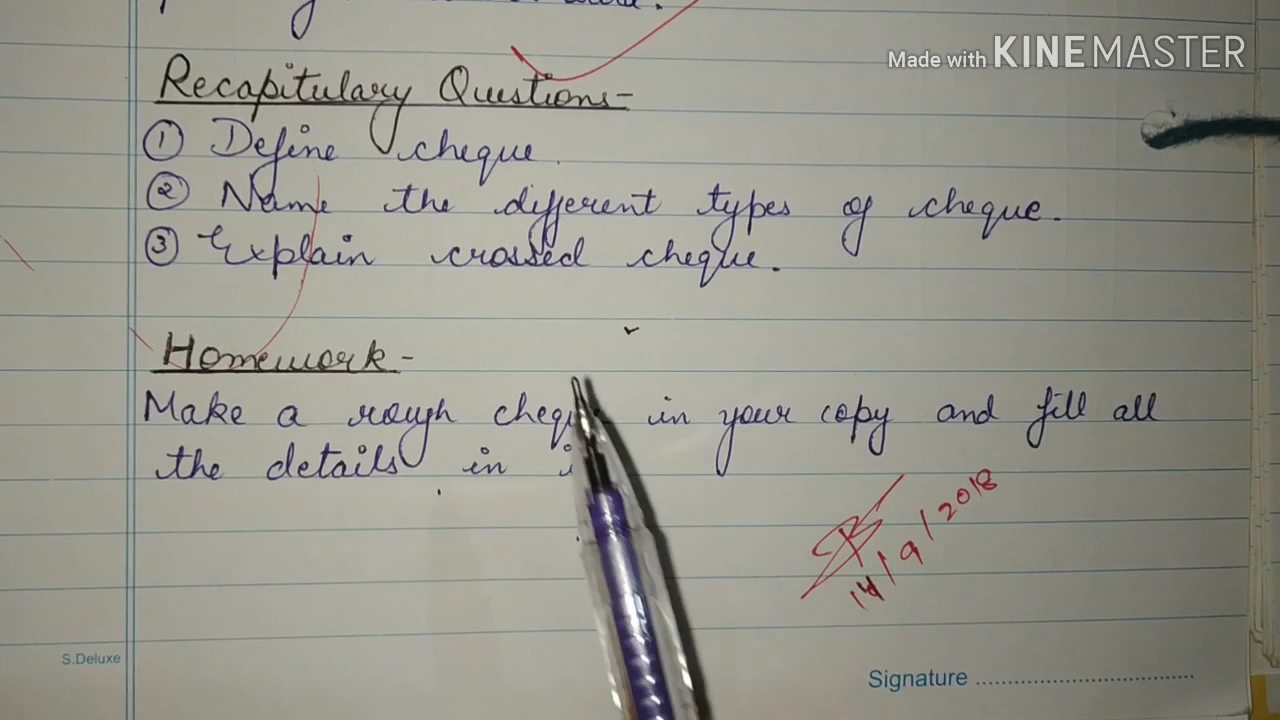 Made with KINEMASTER
Recapitulary Questions-
① Define cheque.
② Name the different types of cheque.
③ Explain crossed cheque.
Homework-
Make a rough cheque in your copy and fill all
the details in
14/9/2018
S.Deluxe
Signature ..................................